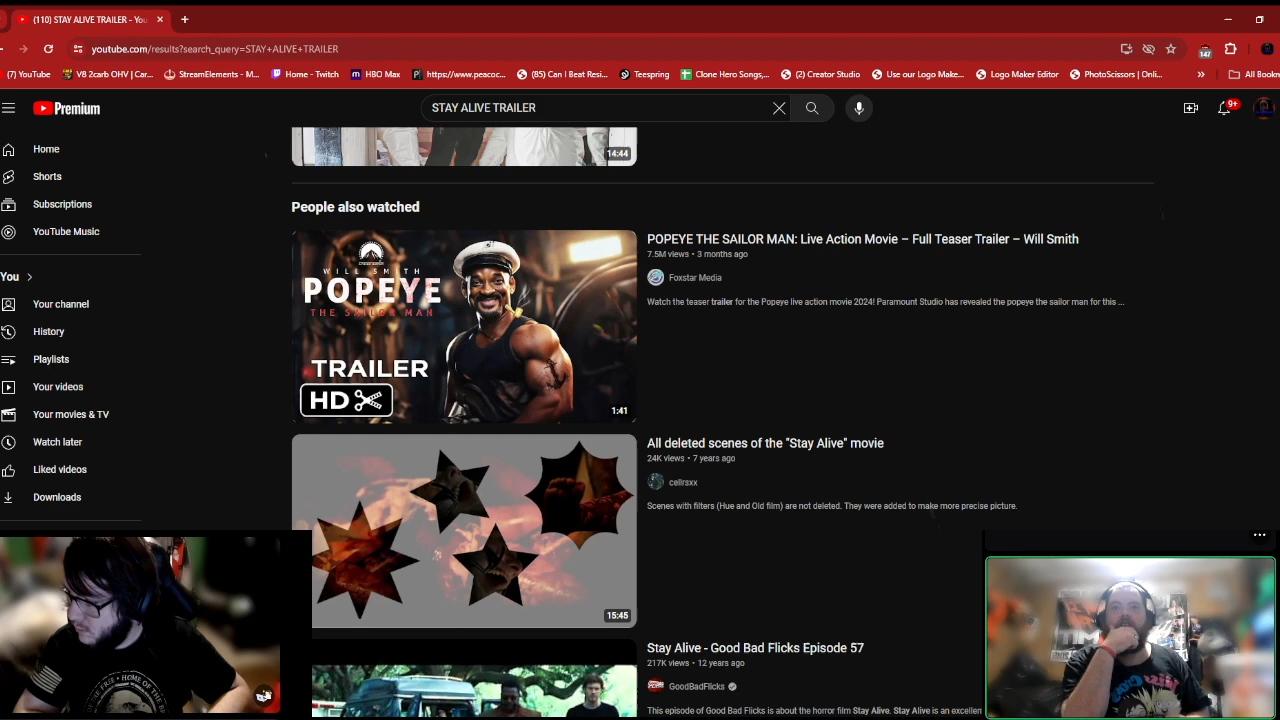 (110) STAY ALIVE TRAILER - You
youtube.com/results?search_query=STAY+ALIVE+TRAILER
147
(7) YouTube
V8 2carb OHV | Car...
StreamElements - M...
Home - Twitch
HBO Max
https://www.peacoc...
(85) Can I Beat Resi...
Teespring
Clone Hero Songs,...
(2) Creator Studio
Use our Logo Make...
Logo Maker Editor
PhotoScissors | Onli...
»
All Bookm
Premium
STAY ALIVE TRAILER
9+
Home
Shorts
Subscriptions
YouTube Music
You
Your channel
History
Playlists
Your videos
Your movies & TV
Watch later
Liked videos
Downloads
14:44
People also watched
WILL SMITH
POPEYE
THE SAILOR MAN
TRAILER
HD
1:41
POPEYE THE SAILOR MAN: Live Action Movie – Full Teaser Trailer – Will Smith
7.5M views • 3 months ago
Foxstar Media
Watch the teaser trailer for the Popeye live action movie 2024! Paramount Studio has revealed the popeye the sailor man for this ...
15:45
All deleted scenes of the "Stay Alive" movie
24K views • 7 years ago
cellrsxx
Scenes with filters (Hue and Old film) are not deleted. They were added to make more precise picture.
Stay Alive - Good Bad Flicks Episode 57
217K views • 12 years ago
GoodBadFlicks
This episode of Good Bad Flicks is about the horror film Stay Alive. Stay Alive is an excellen